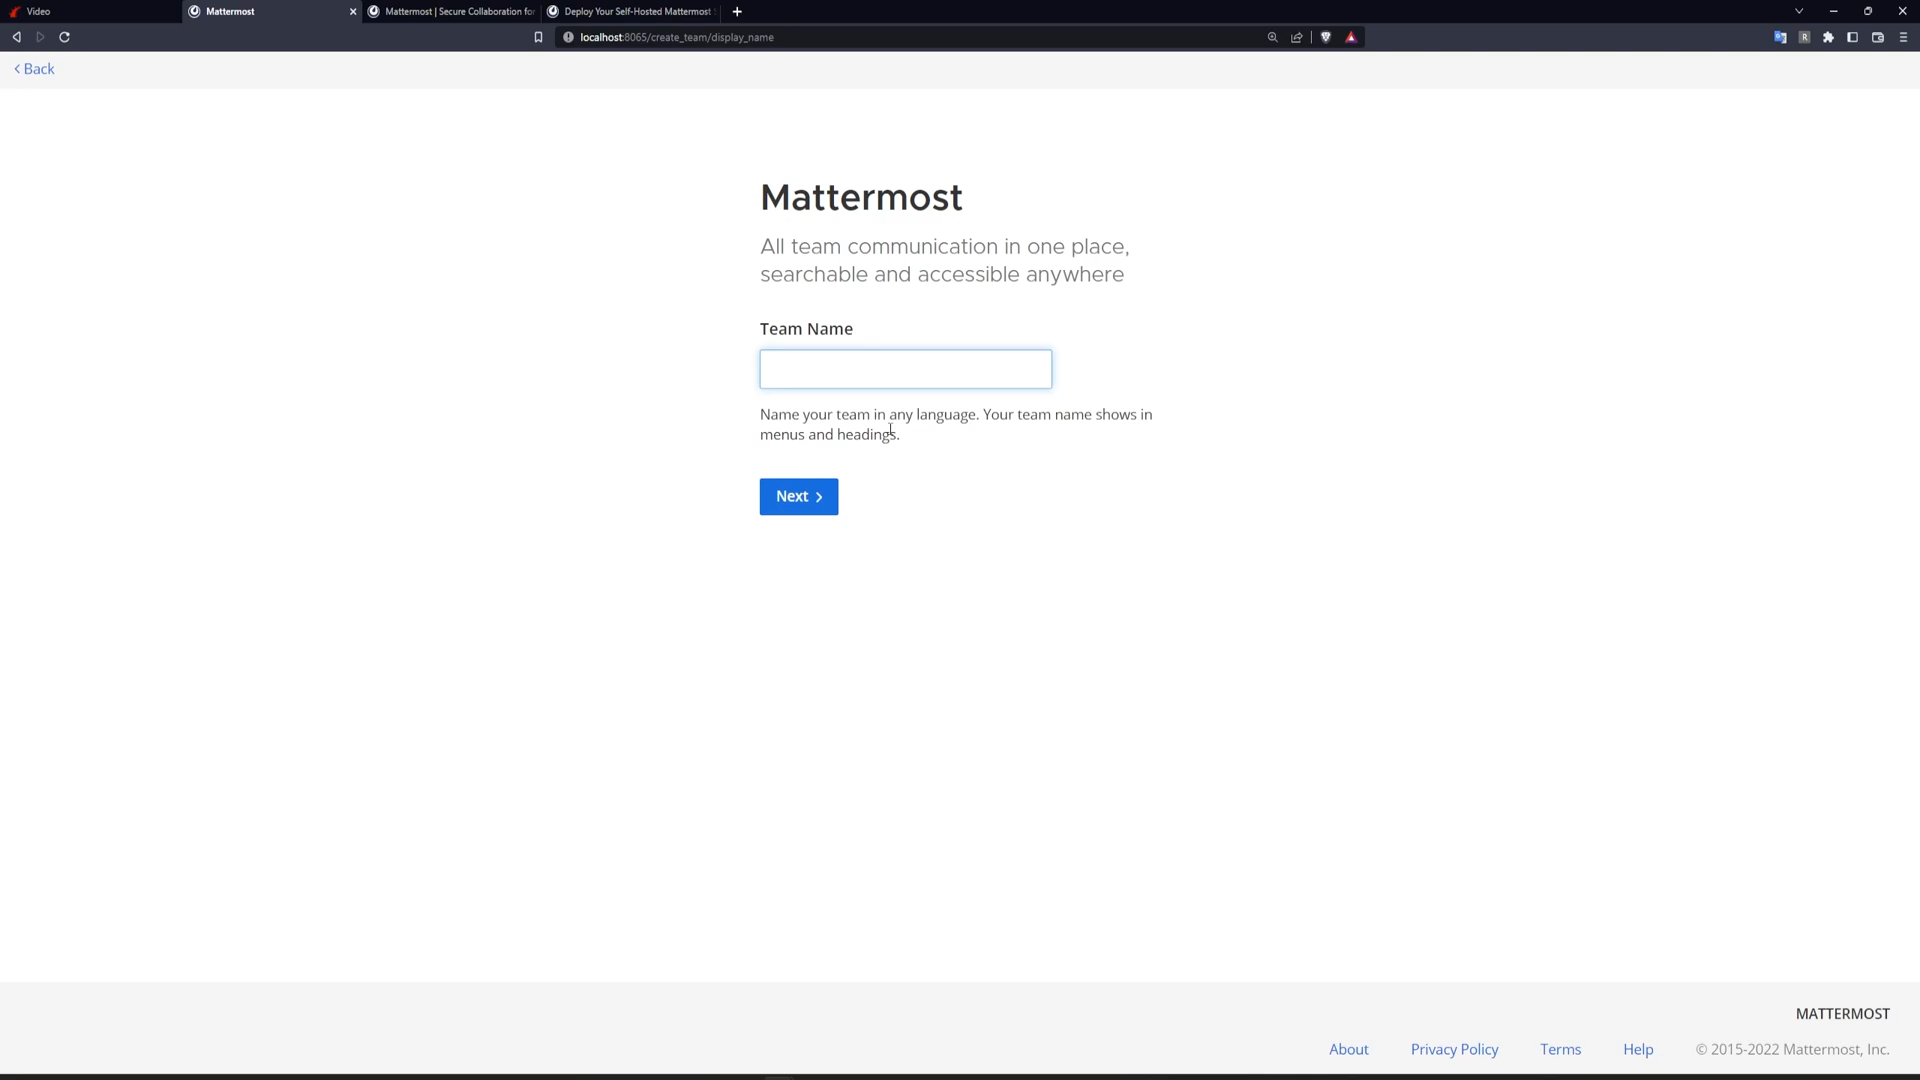 Video
Mattermost
Mattermost | Secure Collaboration for
Deploy Your Self-Hosted Mattermost
localhost:8065/create_team/display_name
R
Back
Mattermost
All team communication in one place,
searchable and accessible anywhere
Team Name
Name your team in any language. Your team name shows in
menus and headings.
Next
MATTERMOST
About
Privacy Policy
Terms
Help
© 2015-2022 Mattermost, Inc.